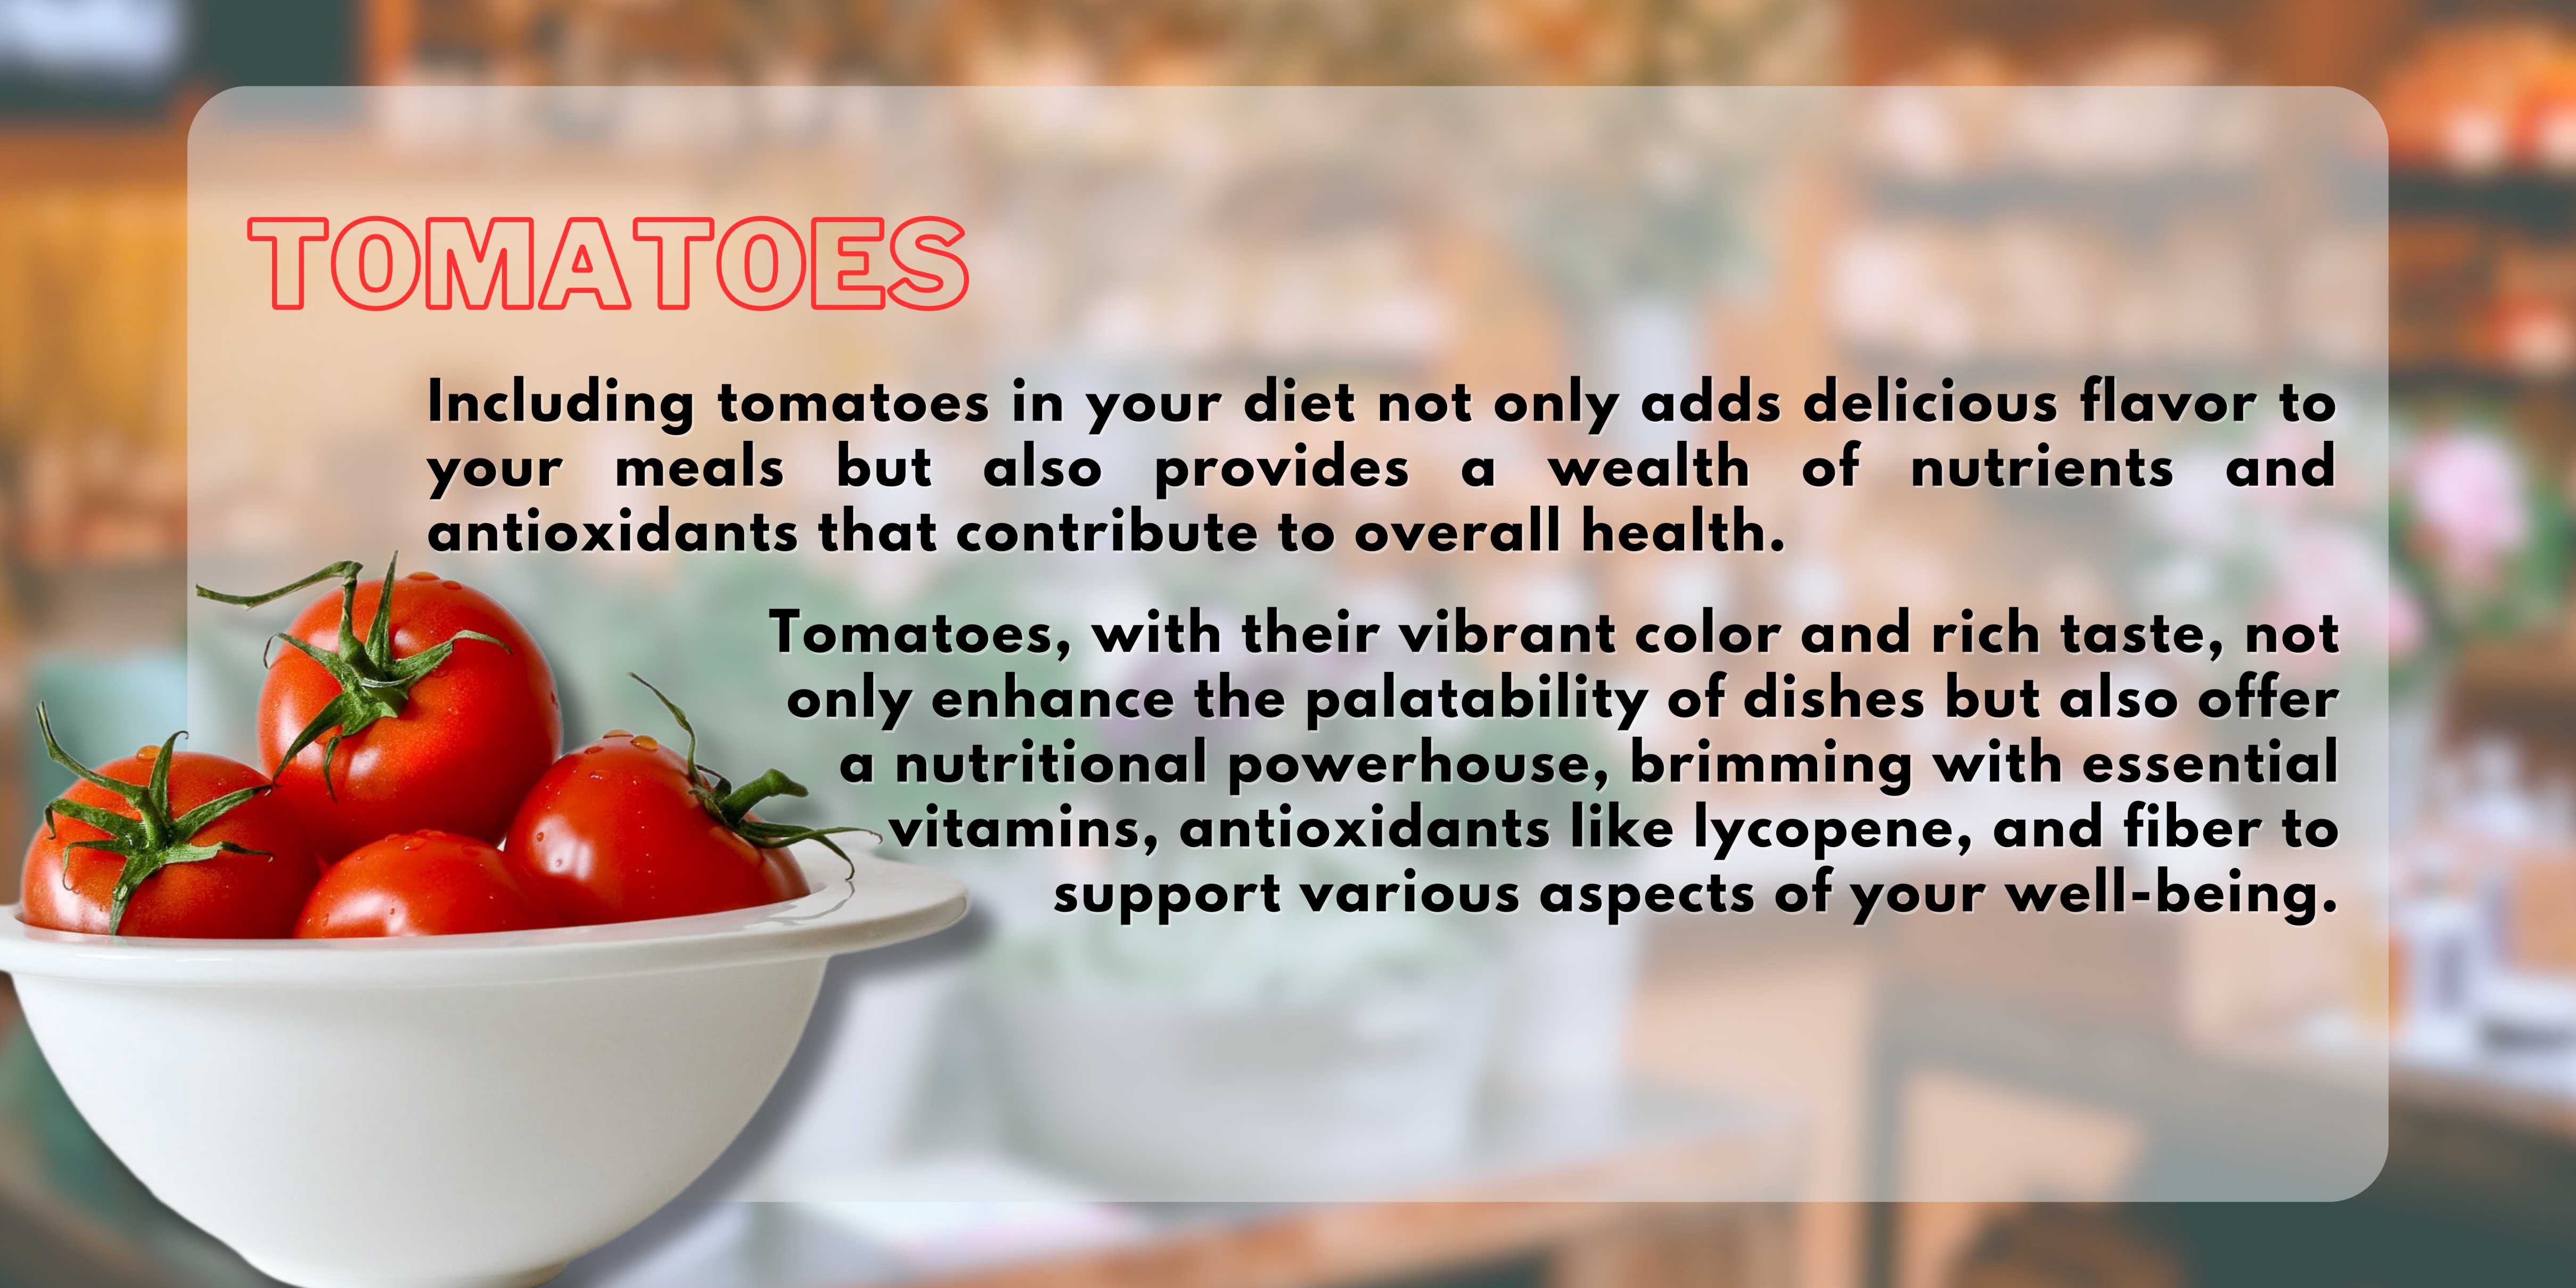 TOMATOES
Including tomatoes in your diet not only adds delicious flavor to
your meals but also provides a wealth of nutrients and
antioxidants that contribute to overall health.
Tomatoes, with their vibrant color and rich taste, not
only enhance the palatability of dishes but also offer
a nutritional powerhouse, brimming with essential
vitamins, antioxidants like lycopene, and fiber to
support various aspects of your well-being.